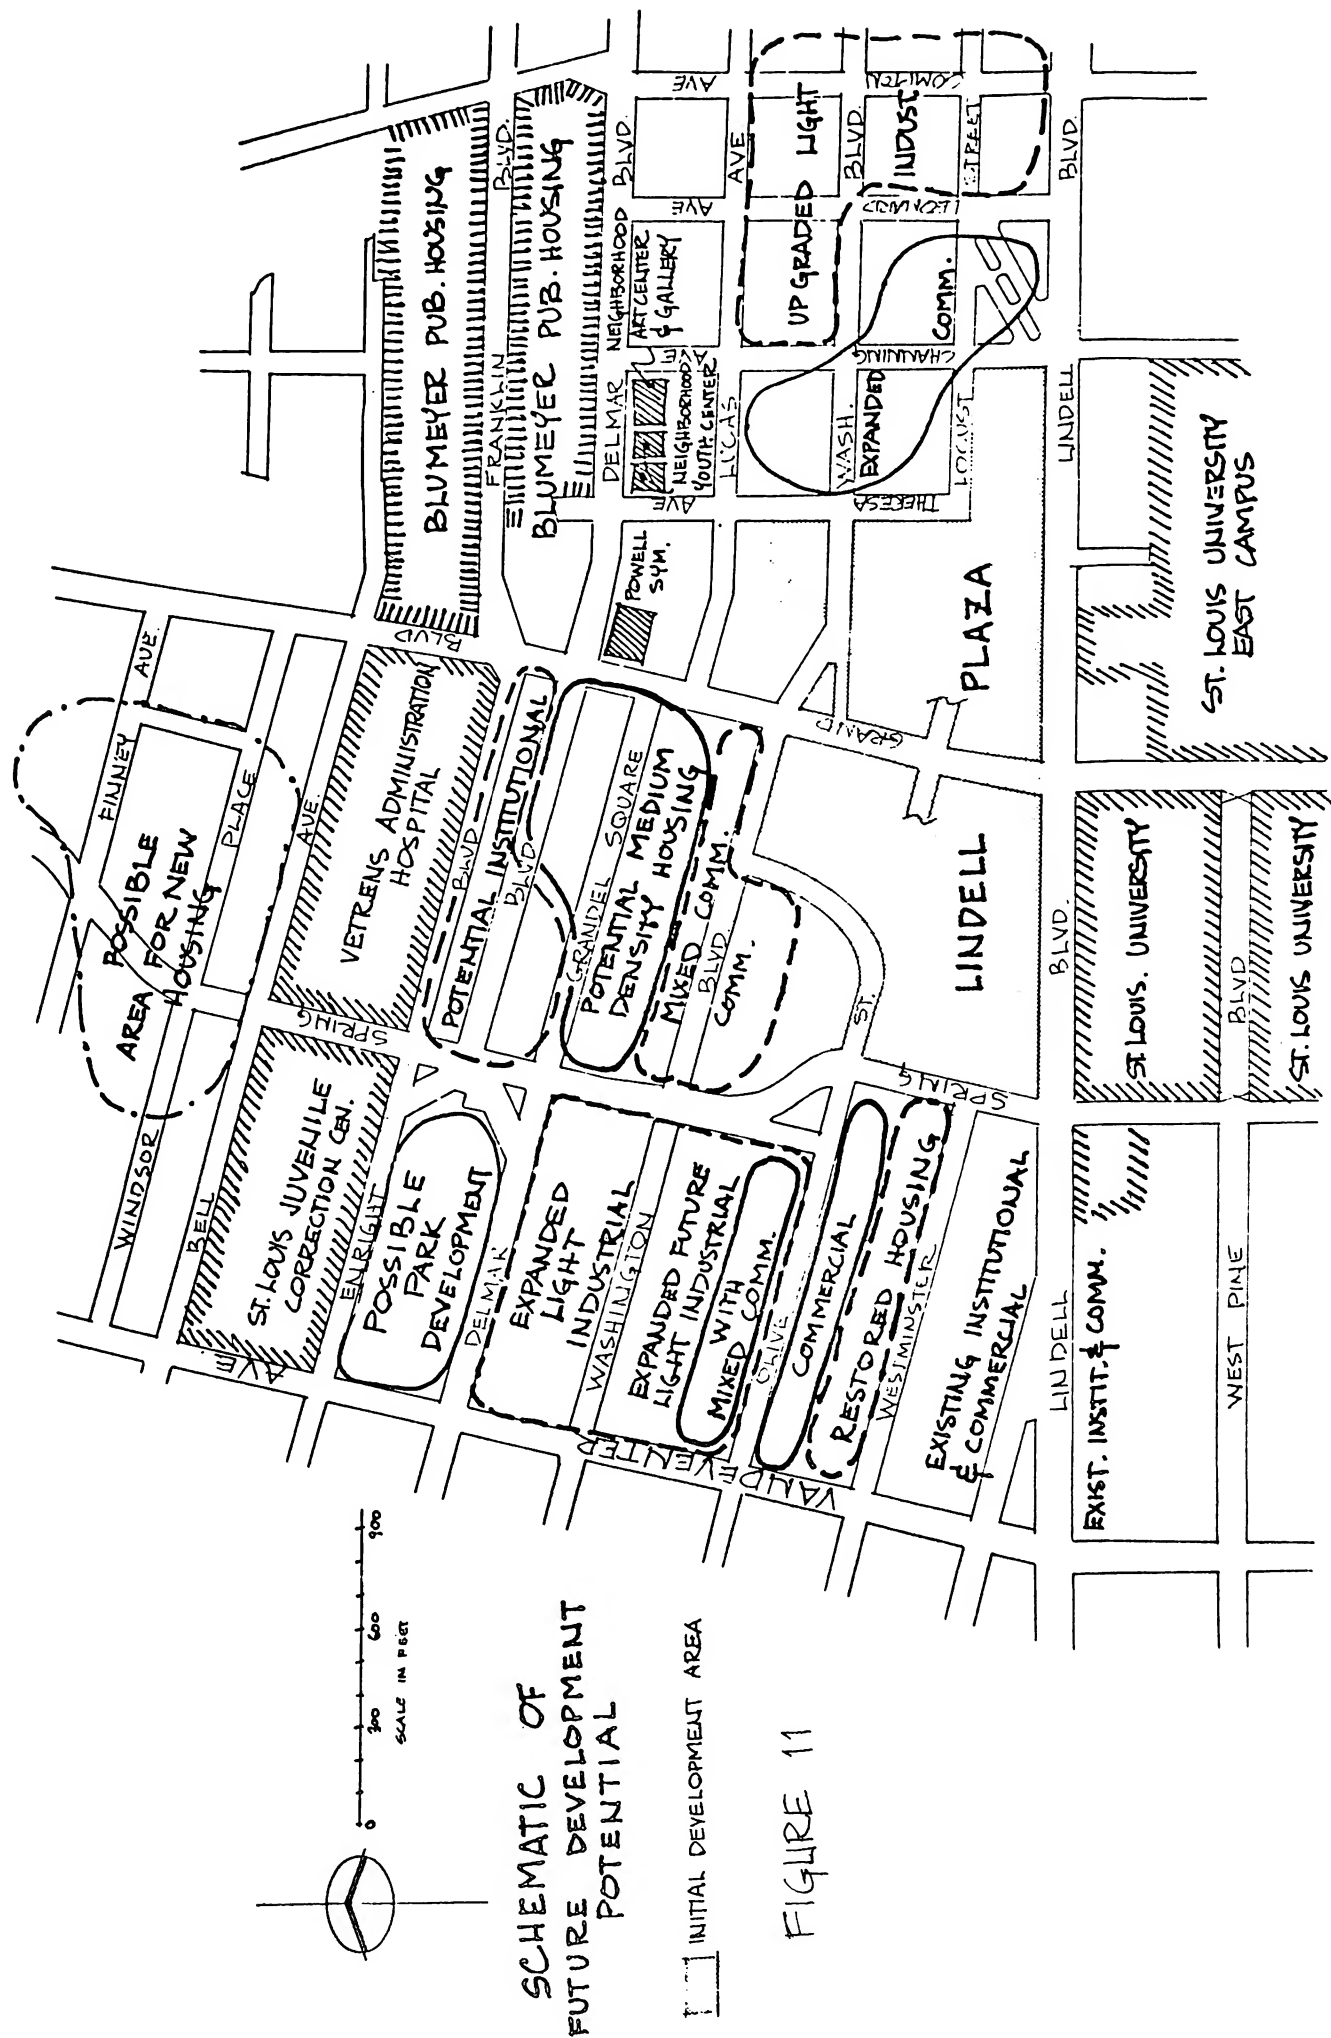 SCHEMATIC OF
FUTURE DEVELOPMENT
POTENTIAL
INITIAL DEVELOPMENT AREA
FIGURE 11
0 300 600 900
SCALE IN FEET
FINNEY AVE.
WINDSOR PLACE
BELL AVE.
ENRIGHT
SPRING
AVE
POSSIBLE
AREA FOR NEW
HOUSING
ST. LOUIS JUVENILE
CORRECTION CEN.
VETRENS ADMINISTRATION
HOSPITAL
BLVD
BLUMEYER PUB. HOUSING
FRANKLIN BLVD.
BLUMEYER PUB. HOUSING
DELMAR BLVD.
POSSIBLE
PARK
DEVELOPMENT
DELMAR
BLVD
POTENTIAL INSTITUTIONAL
BLVD
GRANDEL SQUARE
POTENTIAL MEDIUM
DENSITY HOUSING
MIXED COMM.
BLVD.
COMM.
POWELL
SYM.
NEIGHBORHOOD
YOUTH CENTER
NEIGHBORHOOD
ART CENTER
& GALLERY
AVE
AVE
AVE
AVE
LUCAS AVE
UPGRADED LIGHT
INDUST
WASH. BLVD.
EXPANDED
COMM.
THERESA
CHANNING
LEONARD
COMPTON
LOCUST STREET
EXPANDED
LIGHT
INDUSTRIAL
WASHINGTON
EXPANDED FUTURE
LIGHT INDUSTRIAL
WITH
MIXED COMM.
OLIVE ST.
COMMERCIAL
RESTORED HOUSING
WESTMINSTER
EXISTING INSTITUTIONAL
& COMMERCIAL
VANDEVENTER
SPRING
GRAND
LINDELL PLAZA
LINDELL BLVD. LINDELL BLVD.
EXIST. INSTIT. & COMM.
ST. LOUIS. UNIVERSITY
ST. LOUIS UNIVERSITY
EAST CAMPUS
WEST PINE BLVD
ST. LOUIS UNIVERSITY